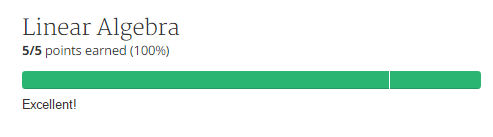 Linear Algebra
5/5 points earned (100%)
Excellent!